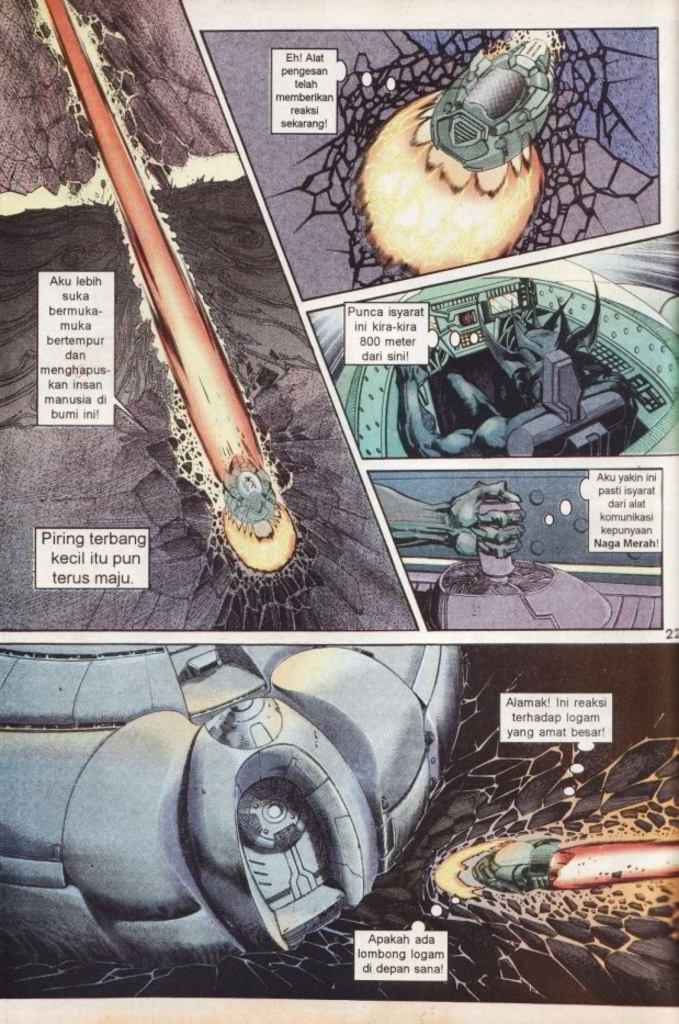 Aku lebih
suka
bermuka-
muka
bertempur
dan
menghapus-
kan insan
manusia di
bumi ini!
Piring terbang
kecil itu pun
terus maju.
Eh! Alat
pengesan
telah
memberikan
reaksi
sekarang!
Punca isyarat
ini kira-kira
800 meter
dari sini!
Aku yakin ini
pasti isyarat
dari alat
komunikasi
kepunyaan
Naga Merah!
22
Alamak! Ini reaksi
terhadap logam
yang amat besar!
Apakah ada
lombong logam
di depan sana!